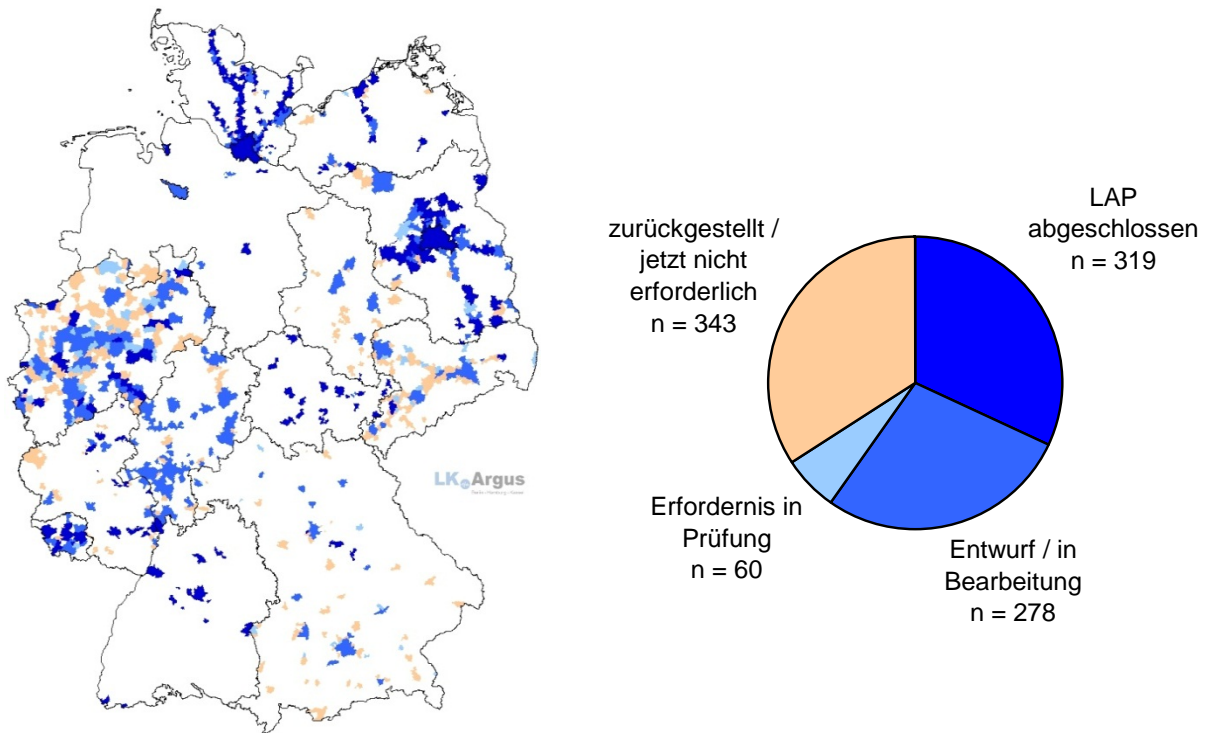 LAP
abgeschlossen
n = 319
zurückgestellt /
jetzt nicht
erforderlich
n = 343
LK Argus
Erfordernis in
Prüfung
n = 60
Entwurf / in
Bearbeitung
n = 278